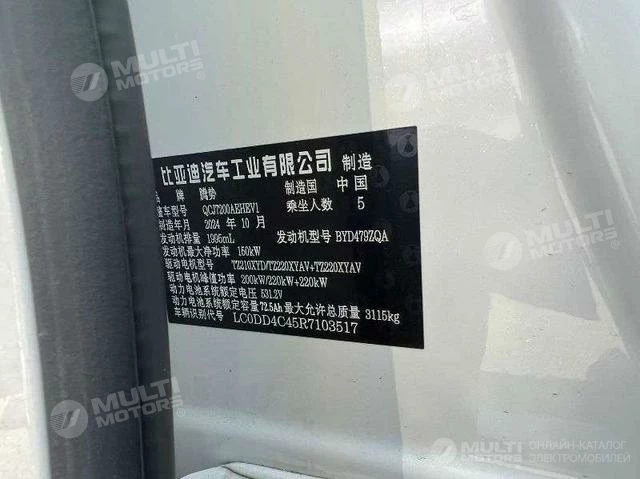 MULTI MOTORS
MULTI MOTORS
比亚迪汽车工业有限公司 制造
品 牌 腾势 制造国 中国
整车型号 QCJ7200AEHEV1 乘坐人数 5
制造年月 2024 年 10 月
发动机排量 1995mL 发动机型号 BYD479ZQA
发动机最大净功率 150kW
驱动电机型号 TZ210XYD/TZ220XYAV+TZ220XYAV
驱动电机峰值功率 200kW/220kW+220kW
动力电池系统额定电压 531.2V
动力电池系统额定容量 72.5Ah 最大允许总质量 3115kg
车辆识别代号 LC0DD4C45R7103517
MULTI MOTORS
MULTI MOTORS
MULTI MOTORS ОНЛАЙН-КАТАЛОГ ЭЛЕКТРОМОБИЛЕЙ